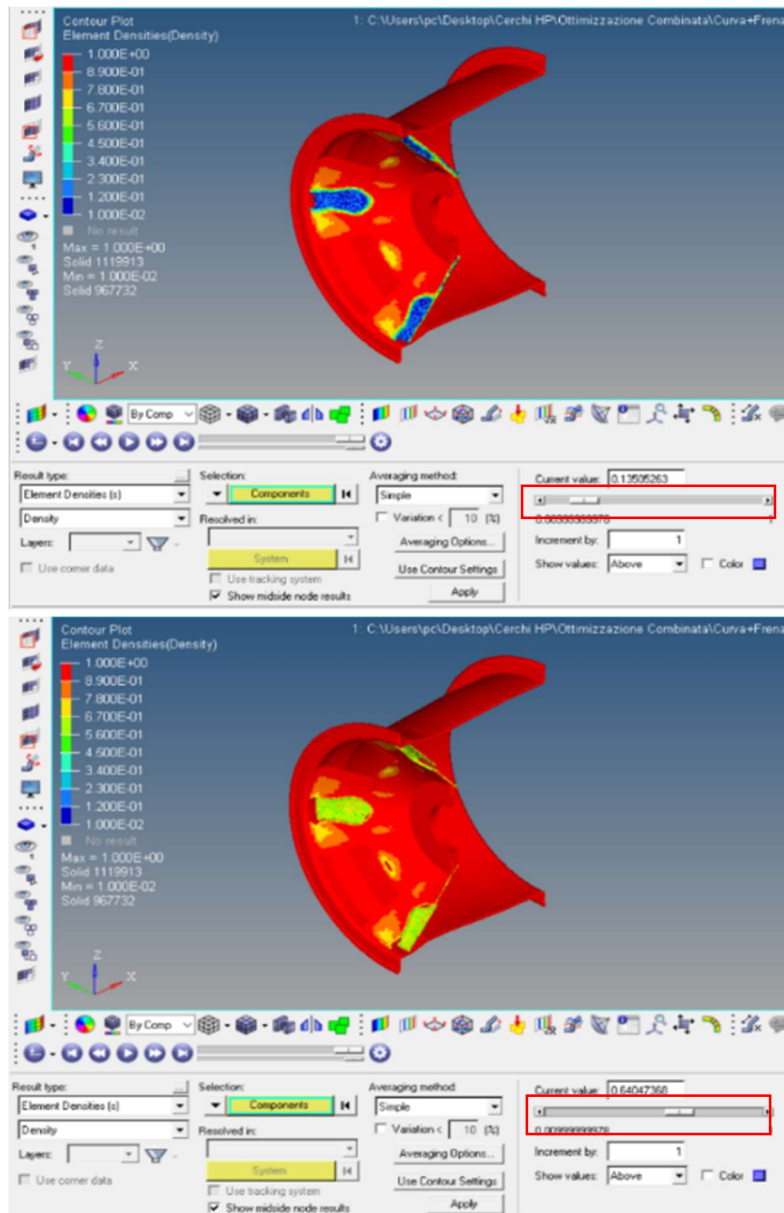 Contour Plot
Element Densities(Density)
1: C:\Users\pc\Desktop\Cerchi HP\Ottimizzazione Combinata\Curva+Frena
1.000E+00
8.900E-01
7.800E-01
6.700E-01
5.600E-01
4.500E-01
3.400E-01
2.300E-01
1.200E-01
1.000E-02
No result
Max = 1.000E+00
Solid 1119913
Min = 1.000E-02
Solid 967732
Z
Y X
By Comp
Result type:
Selection:
Averaging method:
Current value: 0.13505263
Element Densities (s)
Components
Simple
Density
Resolved in:
Variation < 10 (%)
1
Layers:
Averaging Options...
Increment by: 1
Use corner data
System
Use Contour Settings
Show values: Above Color
Use tracking system
Show midside node results
Apply
Contour Plot
Element Densities(Density)
1: C:\Users\pc\Desktop\Cerchi HP\Ottimizzazione Combinata\Curva+Frena
1.000E+00
8.900E-01
7.800E-01
6.700E-01
5.600E-01
4.500E-01
3.400E-01
2.300E-01
1.200E-01
1.000E-02
No result
Max = 1.000E+00
Solid 1119913
Min = 1.000E-02
Solid 967732
Z
Y X
By Comp
Result type:
Selection:
Averaging method:
Current value: 0.64047368
Element Densities (s)
Components
Simple
Density
Resolved in:
Variation < 10 (%)
Layers:
Averaging Options...
Increment by: 1
Use corner data
System
Use Contour Settings
Show values: Above Color
Use tracking system
Show midside node results
Apply